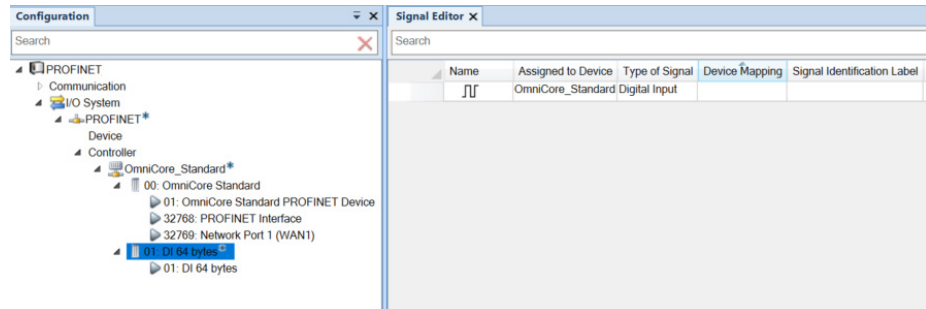 Configuration
Search
PROFINET
Communication
I/O System
PROFINET*
Device
Controller
OmniCore_Standard*
00: OmniCore Standard
01: OmniCore Standard PROFINET Device
32768: PROFINET Interface
32769: Network Port 1 (WAN1)
01: DI 64 bytes*
01: DI 64 bytes
Signal Editor X
Search
Name Assigned to Device Type of Signal Device Mapping Signal Identification Label
OmniCore_Standard Digital Input